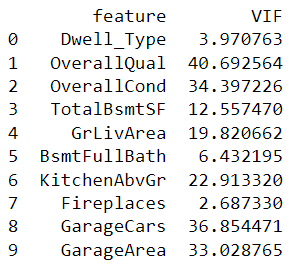 feature VIF
0 Dwell_Type 3.970763
1 OverallQual 40.692564
2 OverallCond 34.397226
3 TotalBsmtSF 12.557470
4 GrLivArea 19.820662
5 BsmtFullBath 6.432195
6 KitchenAbvGr 22.913320
7 Fireplaces 2.687330
8 GarageCars 36.854471
9 GarageArea 33.028765